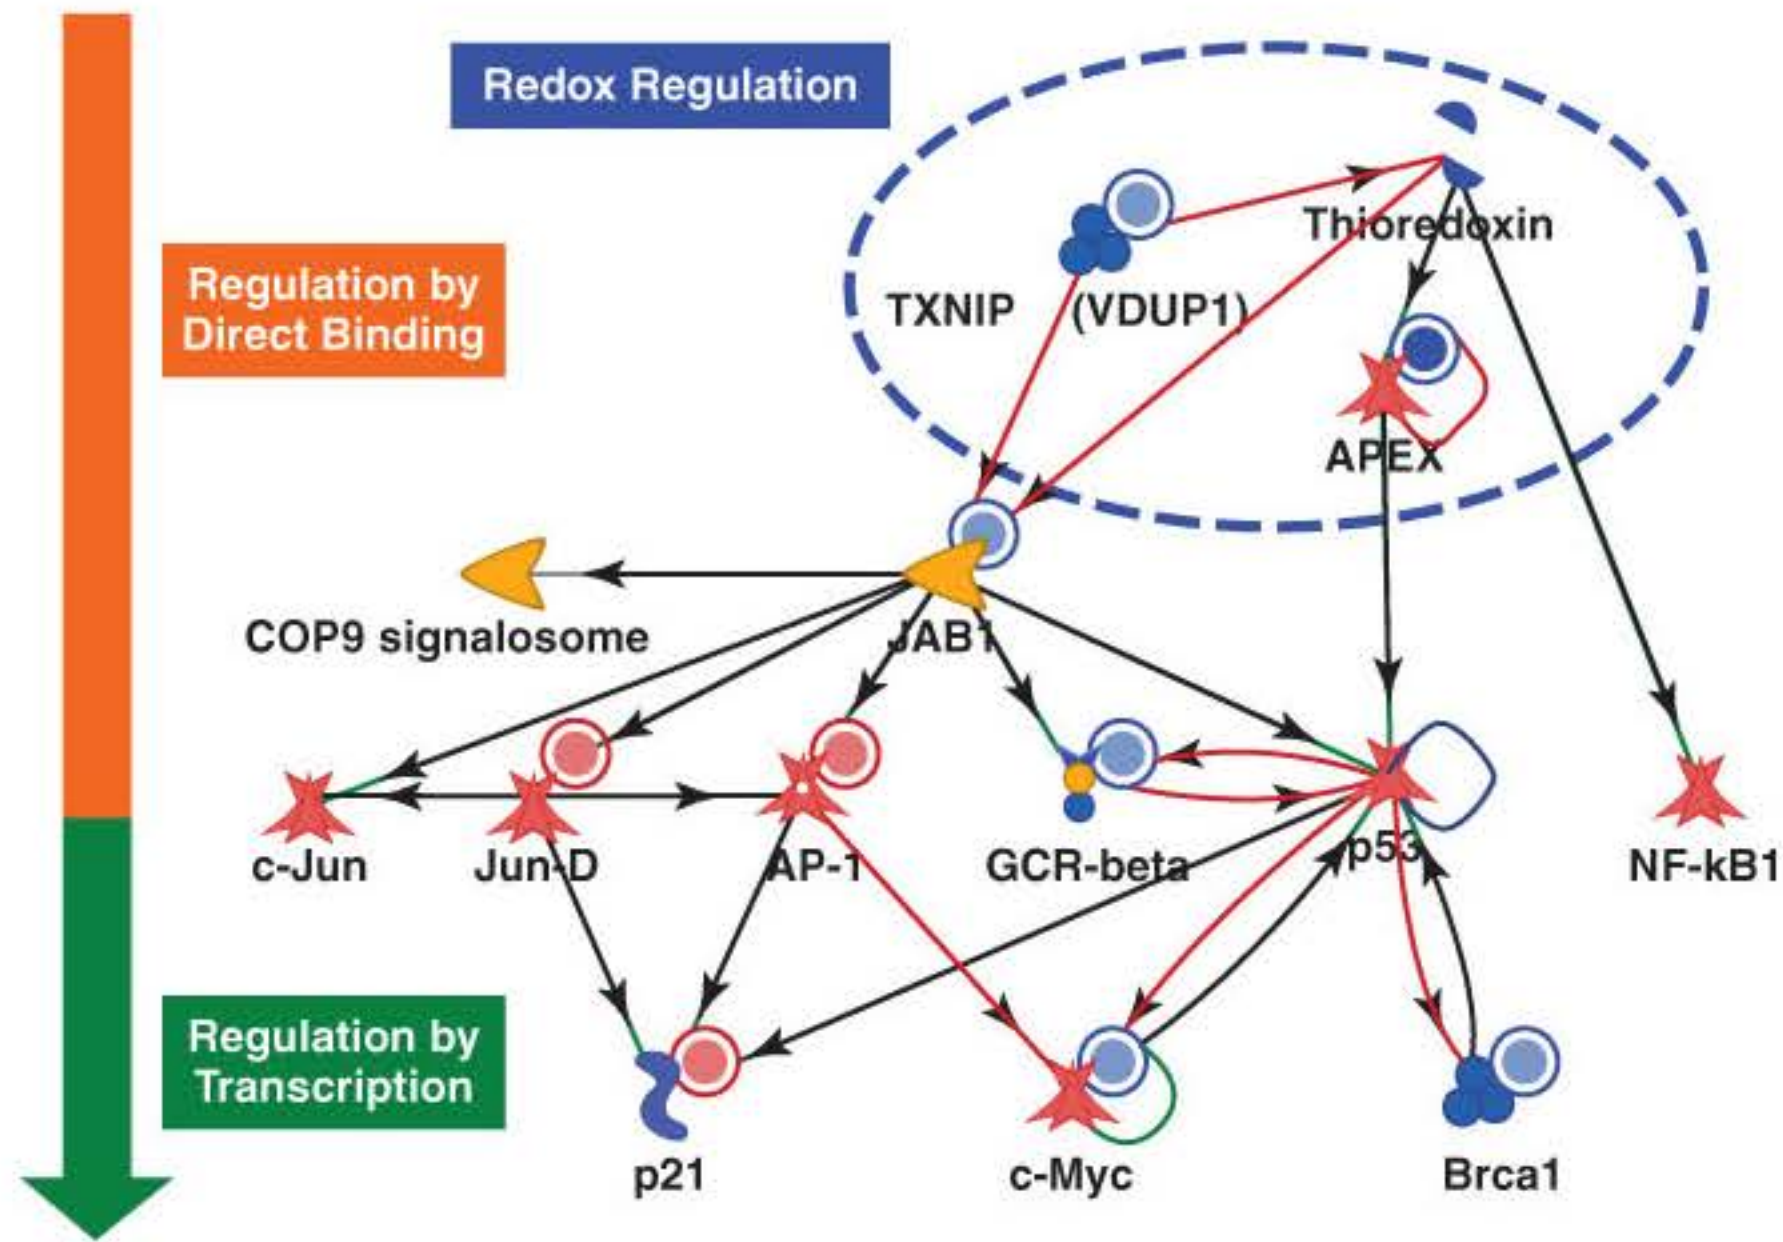 Redox Regulation
Thioredoxin
Regulation by
Direct Binding
TXNIP (VDUP1)
APEX
COP9 signalosome
JAB1
c-Jun
Jun-D
AP-1
GCR-beta
p53
NF-kB1
Regulation by
Transcription
p21
c-Myc
Brca1